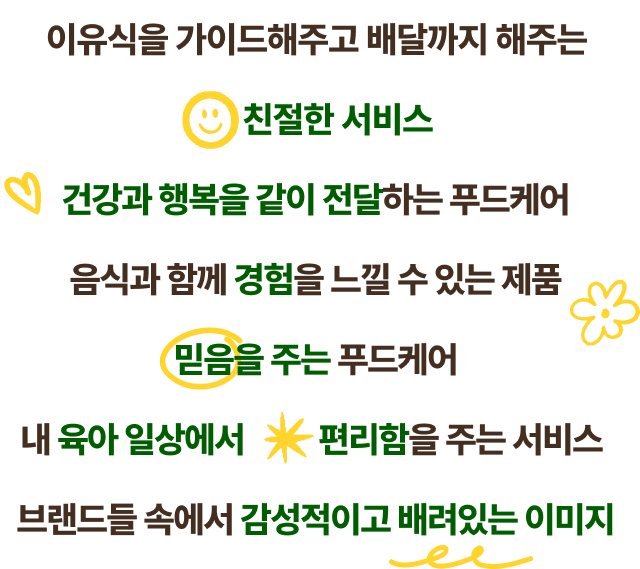 이유식을 가이드해주고 배달까지 해주는
친절한 서비스
건강과 행복을 같이 전달하는 푸드케어
음식과 함께 경험을 느낄 수 있는 제품
믿음을 주는 푸드케어
내 육아 일상에서 편리함을 주는 서비스
브랜드들 속에서 감성적이고 배려있는 이미지